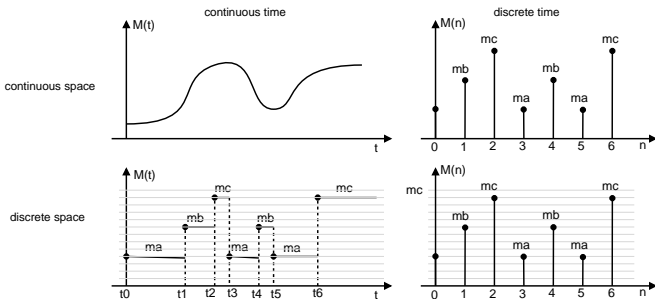 continuous time
discrete time
M(t)
M(n)
mc
mc
mb
mb
continuous space
ma
ma
t
0 1 2 3 4 5 6 n
M(t)
M(n)
mc
mc
mc
mc
mc
mb
mb
mb
mb
discrete space
ma
ma
ma
ma
ma
t0 t1 t2 t3 t4 t5 t6 t
0 1 2 3 4 5 6 n